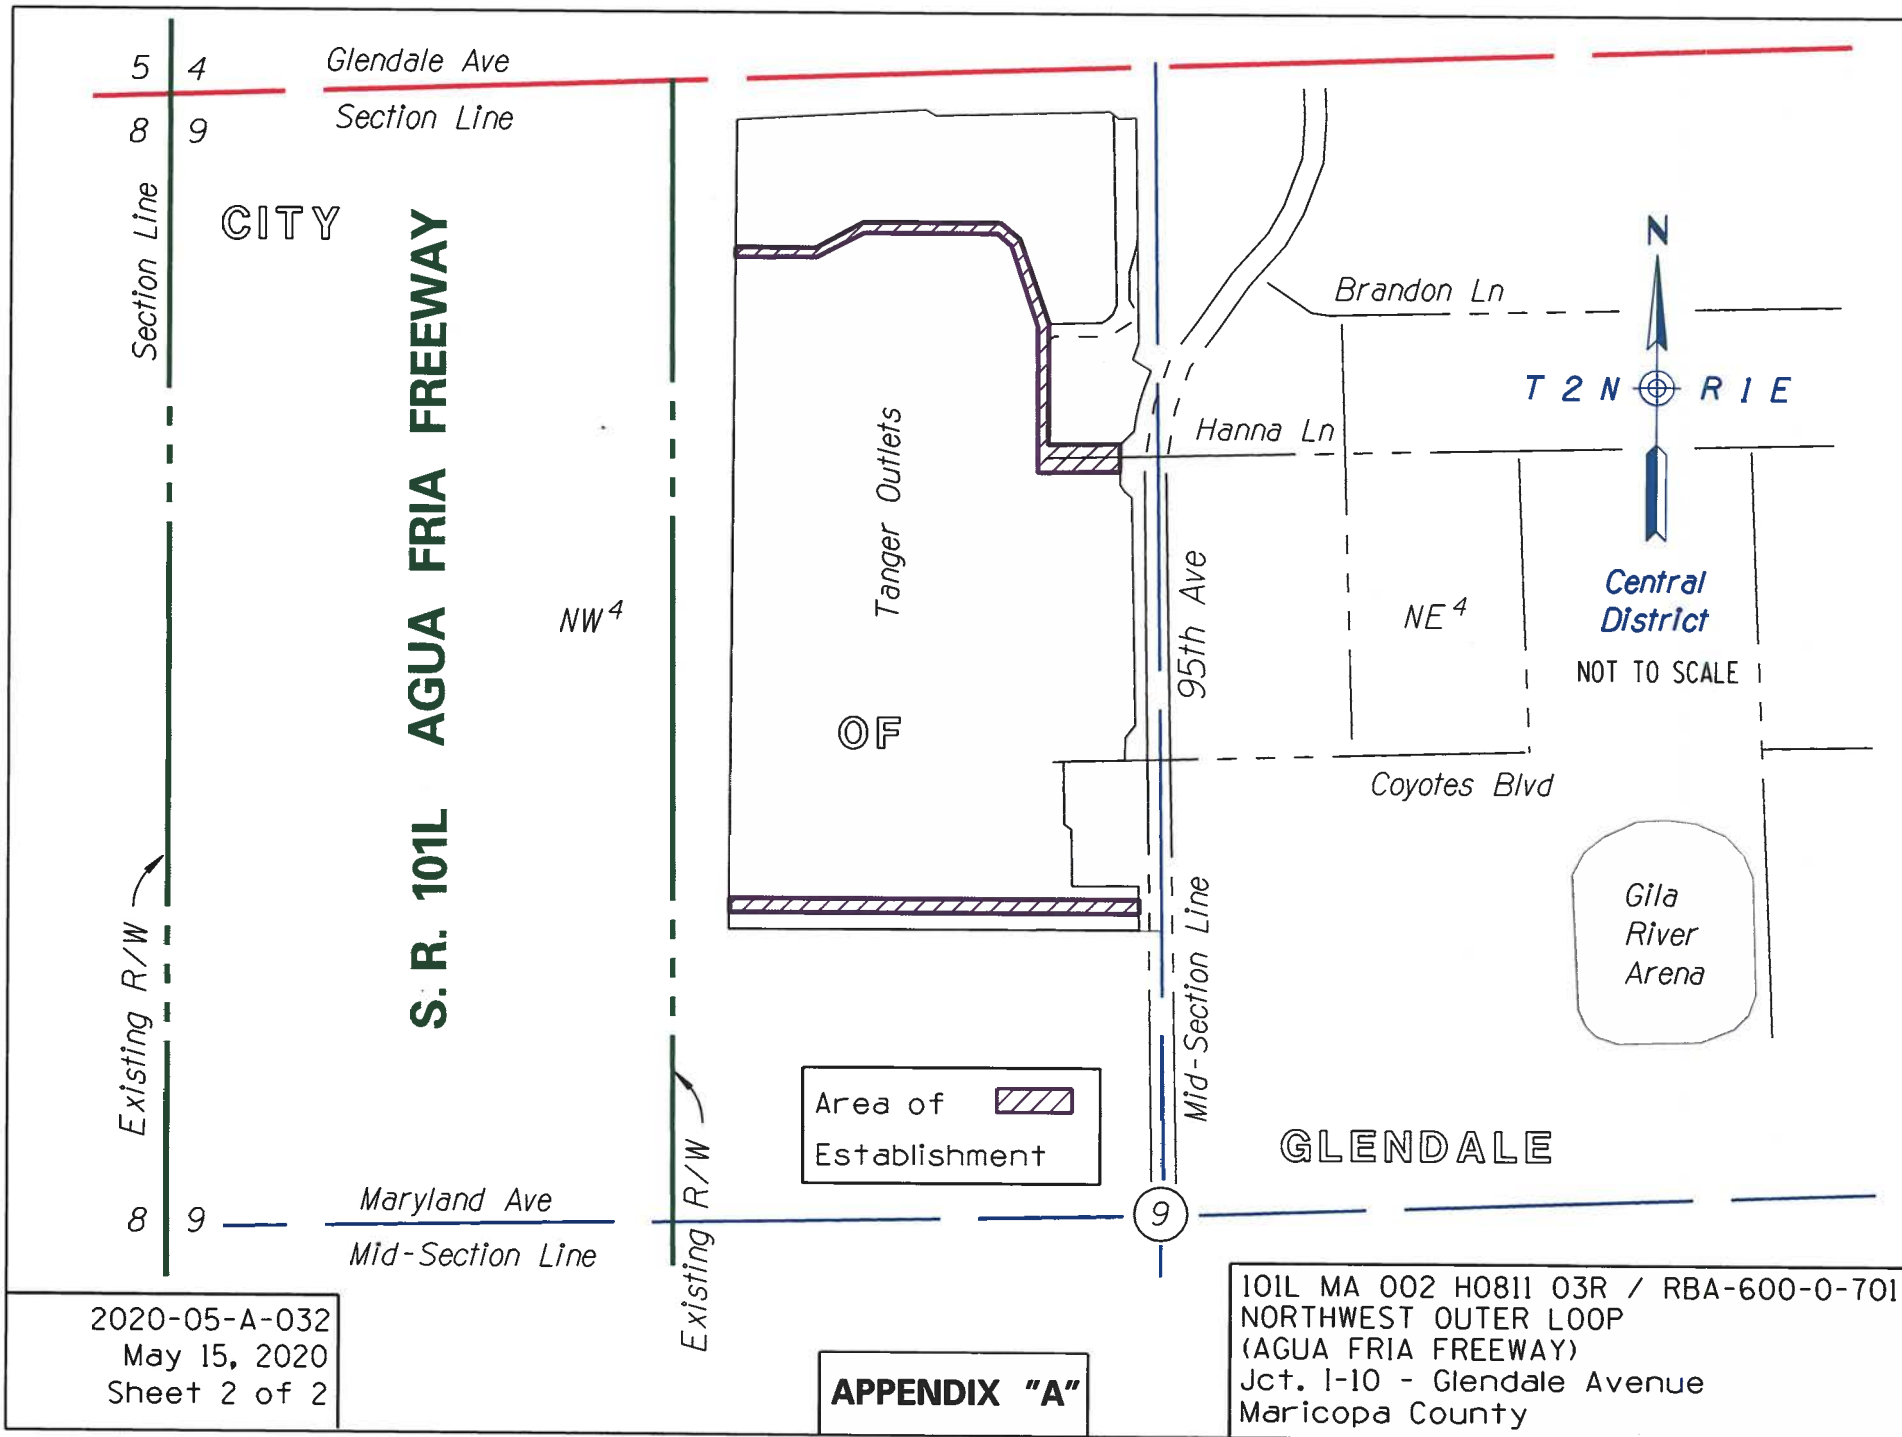 5 4
Glendale Ave
8 9
Section Line
Section Line
CITY
S. R. 101L AGUA FRIA FREEWAY
N
Brandon Ln
T 2 N R 1 E
Hanna Ln
Tanger Outlets
95th Ave
NW 4
NE 4
Central
District
NOT TO SCALE
OF
Coyotes Blvd
Gila
River
Arena
Existing R/W
Mid-Section Line
Area of
Establishment
GLENDALE
Existing R/W
8 9
Maryland Ave
9
Mid-Section Line
2020-05-A-032
May 15, 2020
Sheet 2 of 2
APPENDIX "A"
101L MA 002 H0811 03R / RBA-600-0-701
NORTHWEST OUTER LOOP
(AGUA FRIA FREEWAY)
Jct. I-10 - Glendale Avenue
Maricopa County